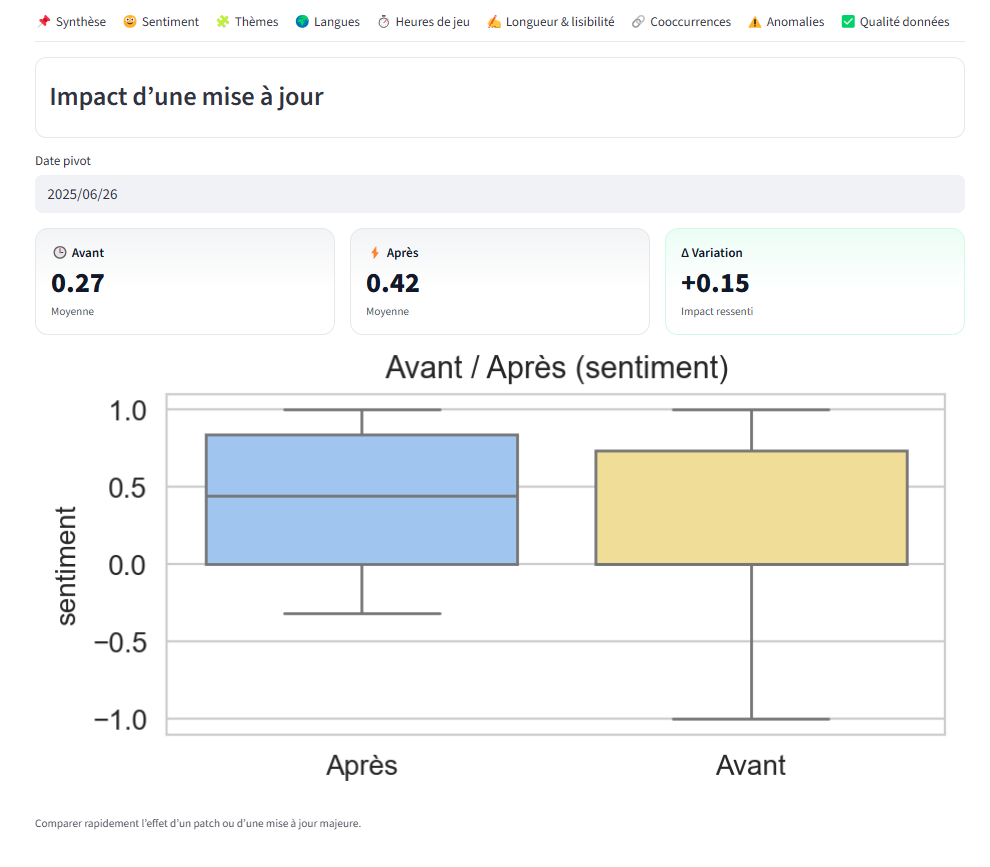 📌 Synthèse 😀 Sentiment 🧩 Thèmes 🌍 Langues ⏱ Heures de jeu ✍ Longueur & lisibilité 🔗 Cooccurrences ⚠ Anomalies ✅ Qualité données
Impact d’une mise à jour
Date pivot
2025/06/26
🕒 Avant
0.27
Moyenne
⚡ Après
0.42
Moyenne
Δ Variation
+0.15
Impact ressenti
Avant / Après (sentiment)
sentiment
1.0
0.5
0.0
−0.5
−1.0
Après Avant
Comparer rapidement l’effet d’un patch ou d’une mise à jour majeure.